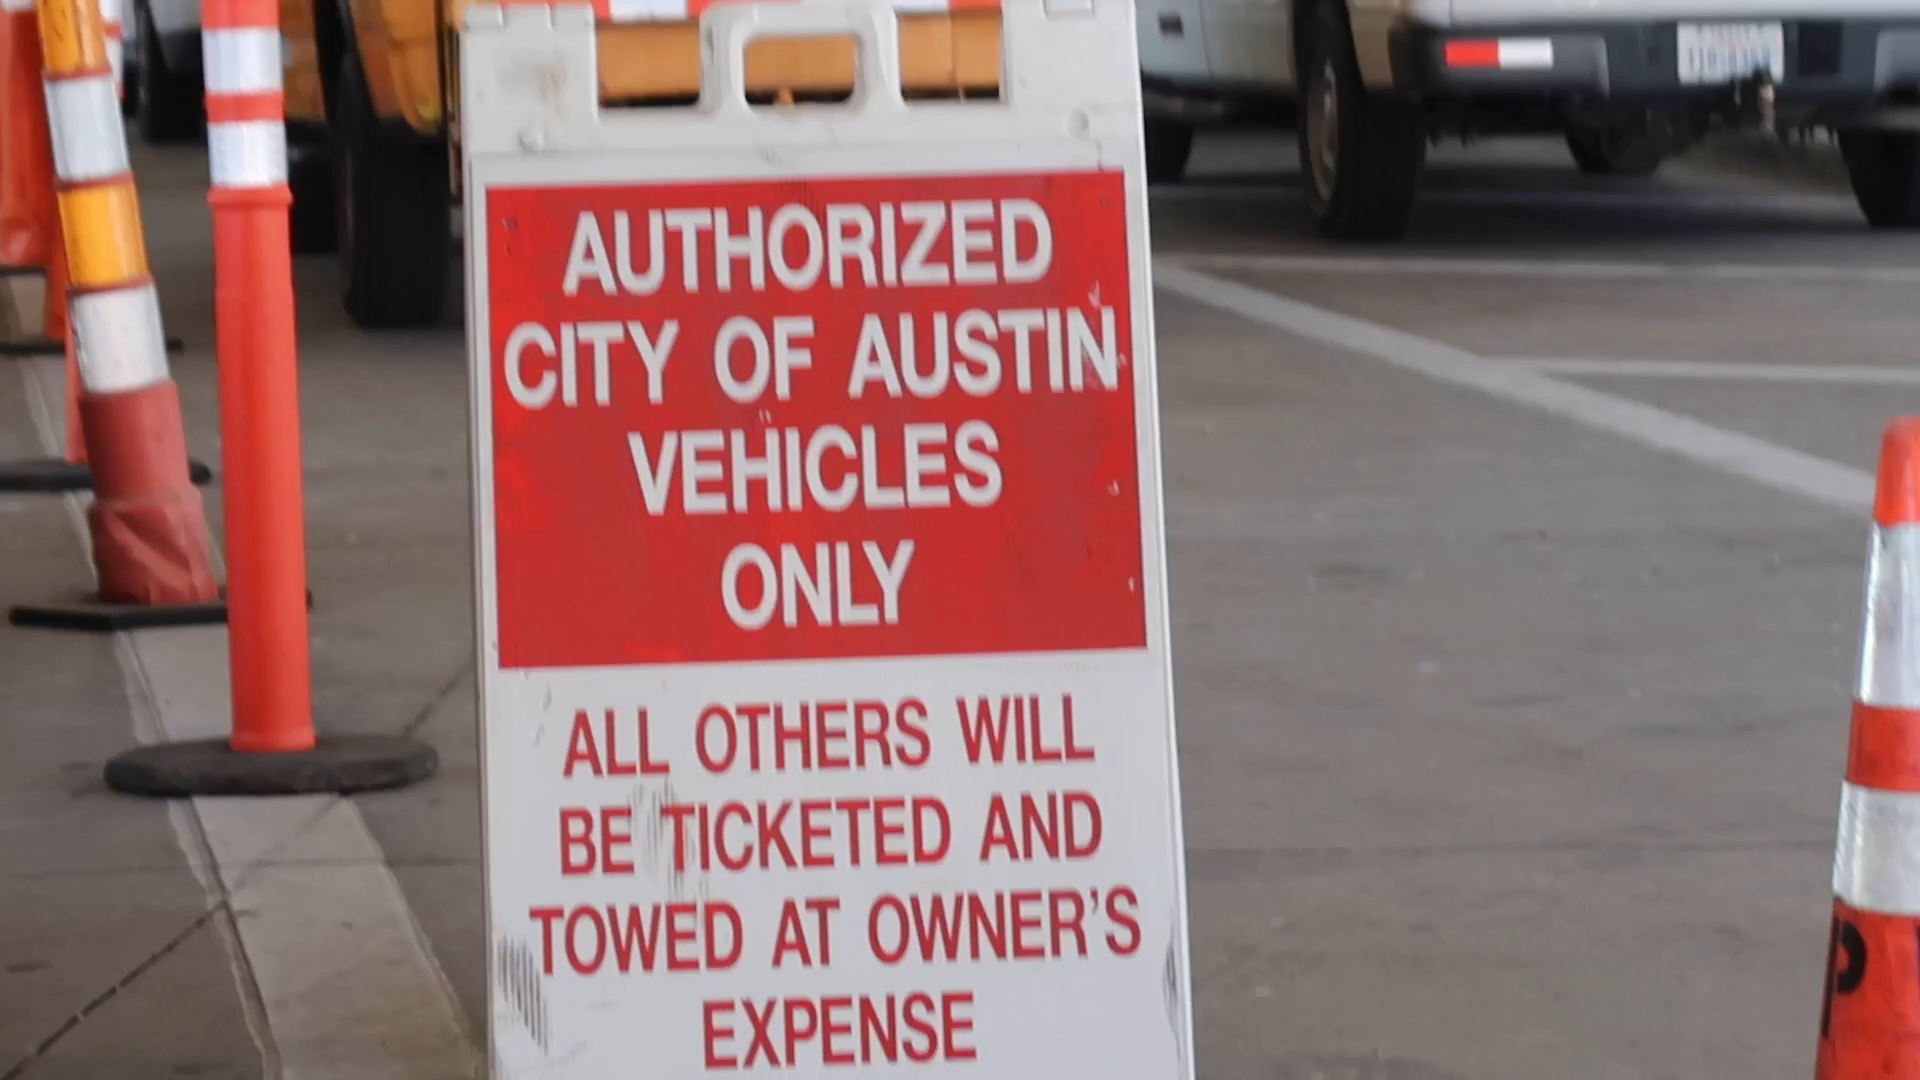 AUTHORIZED
CITY OF AUSTIN
VEHICLES
ONLY
ALL OTHERS WILL
BE TICKETED AND
TOWED AT OWNER'S
EXPENSE
P